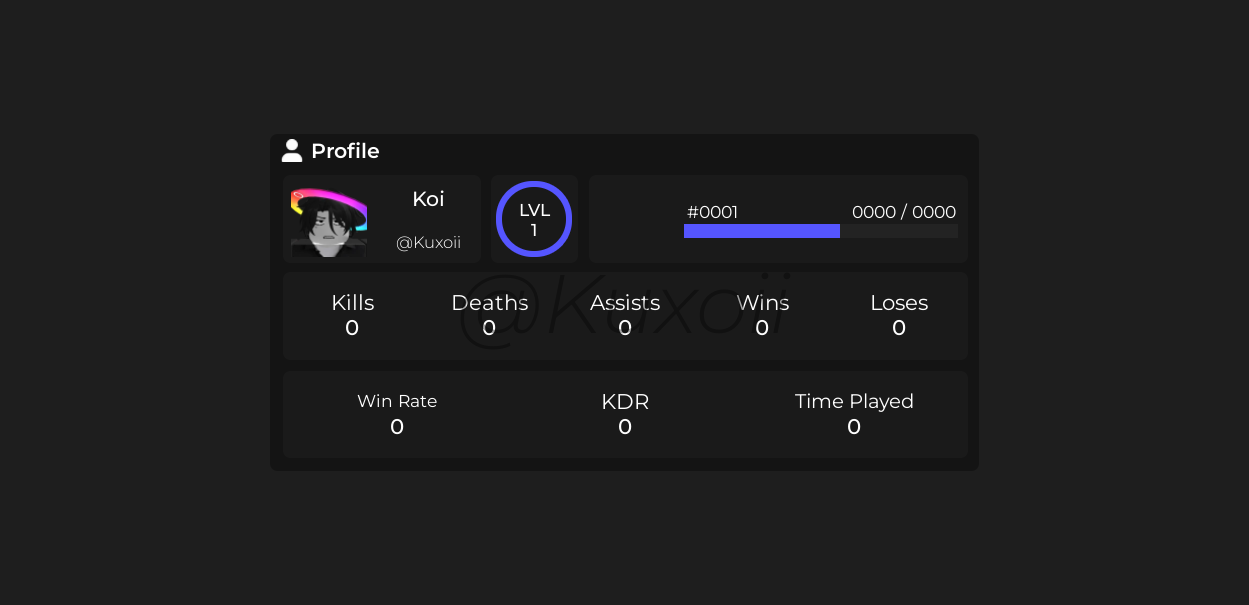 Profile
Koi
@Kuxoii
LVL
1
#0001
0000 / 0000
@Kuxoii
Kills
0
Deaths
0
Assists
0
Wins
0
Loses
0
Win Rate
0
KDR
0
Time Played
0